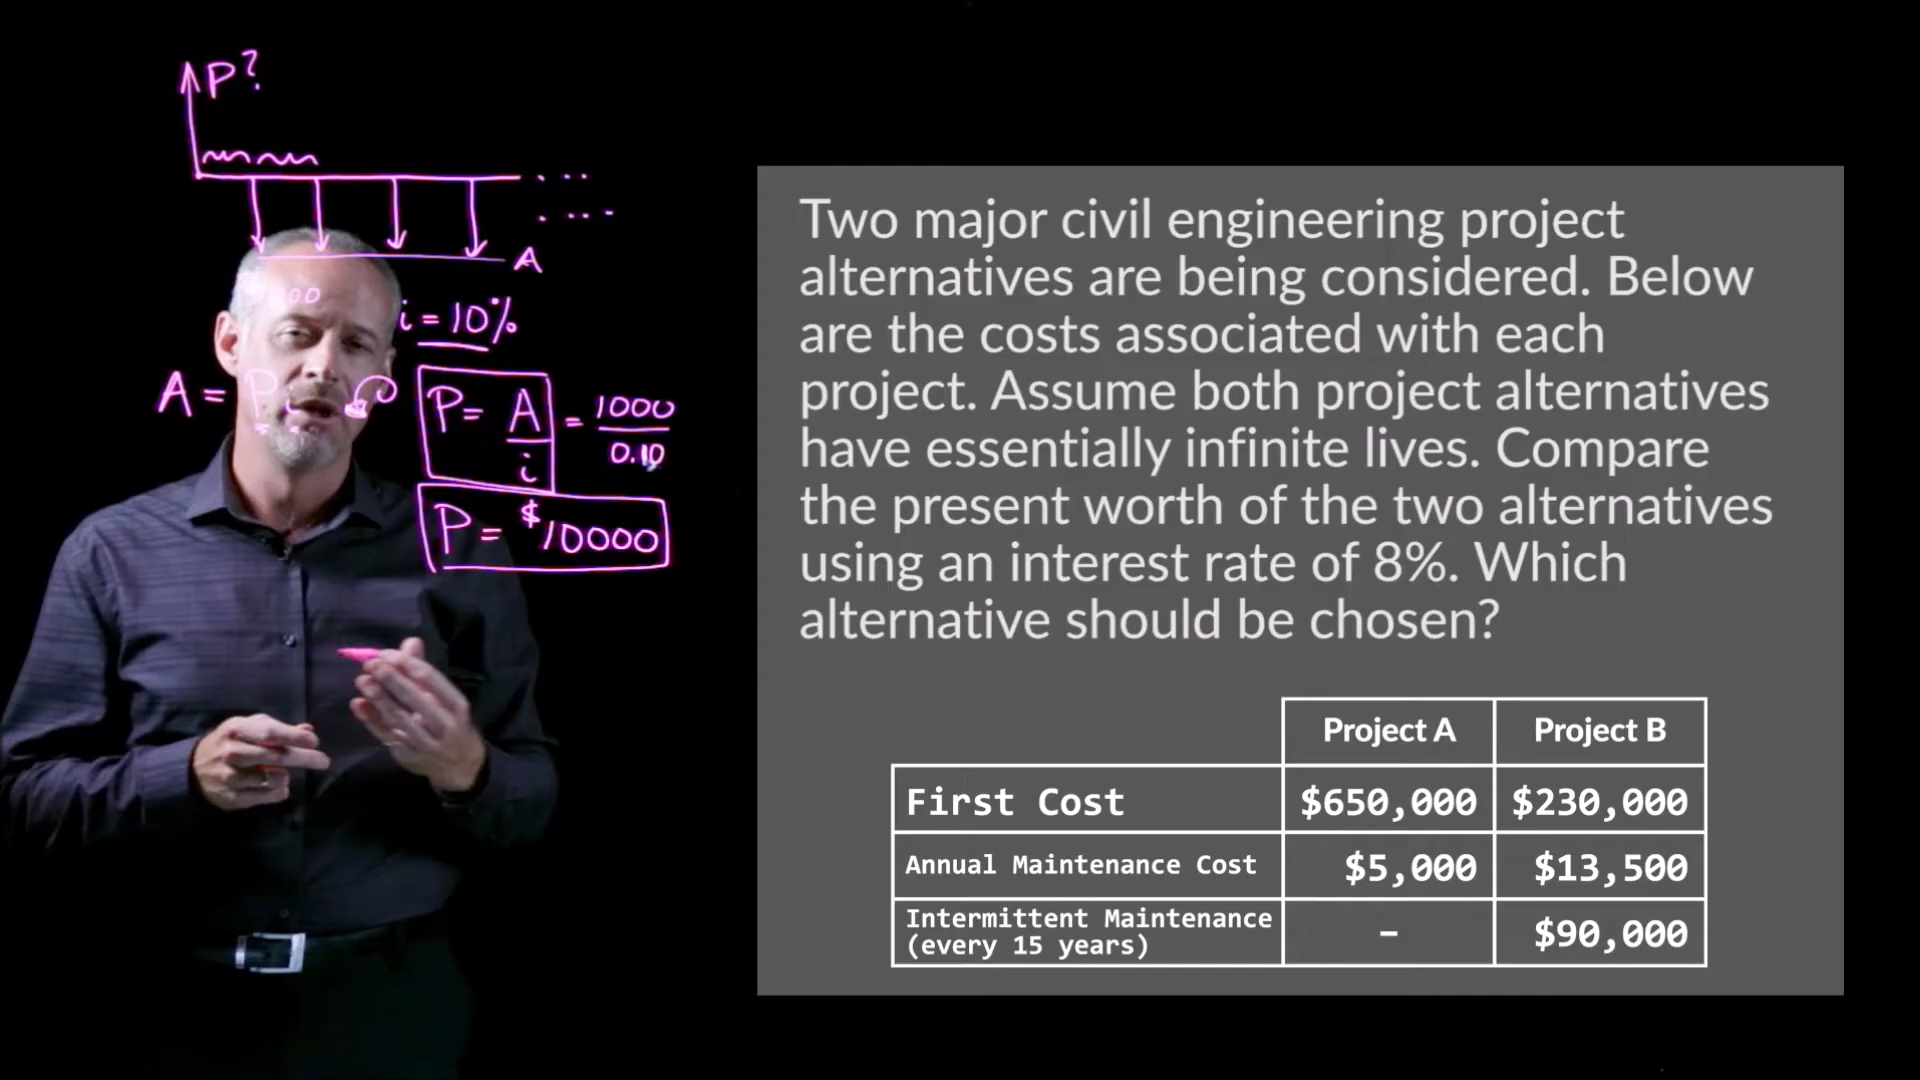 P?
A
i = 10%
A = Pi
P = A/i = 1000/0.10
P = $10000
Two major civil engineering project
alternatives are being considered. Below
are the costs associated with each
project. Assume both project alternatives
have essentially infinite lives. Compare
the present worth of the two alternatives
using an interest rate of 8%. Which
alternative should be chosen?
Project A Project B
First Cost $650,000 $230,000
Annual Maintenance Cost $5,000 $13,500
Intermittent Maintenance
(every 15 years) – $90,000